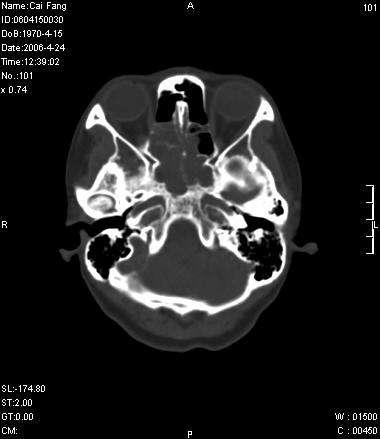 Name:Cai Fang
ID:0604150030
DoB:1970-4-15
Date:2006-4-24
Time:12:39:02
No.:101
x 0.74
A
101
R
L
SL:-174.80
ST:2.00
GT:0.00
CM:
P
W : 01500
C : 00450